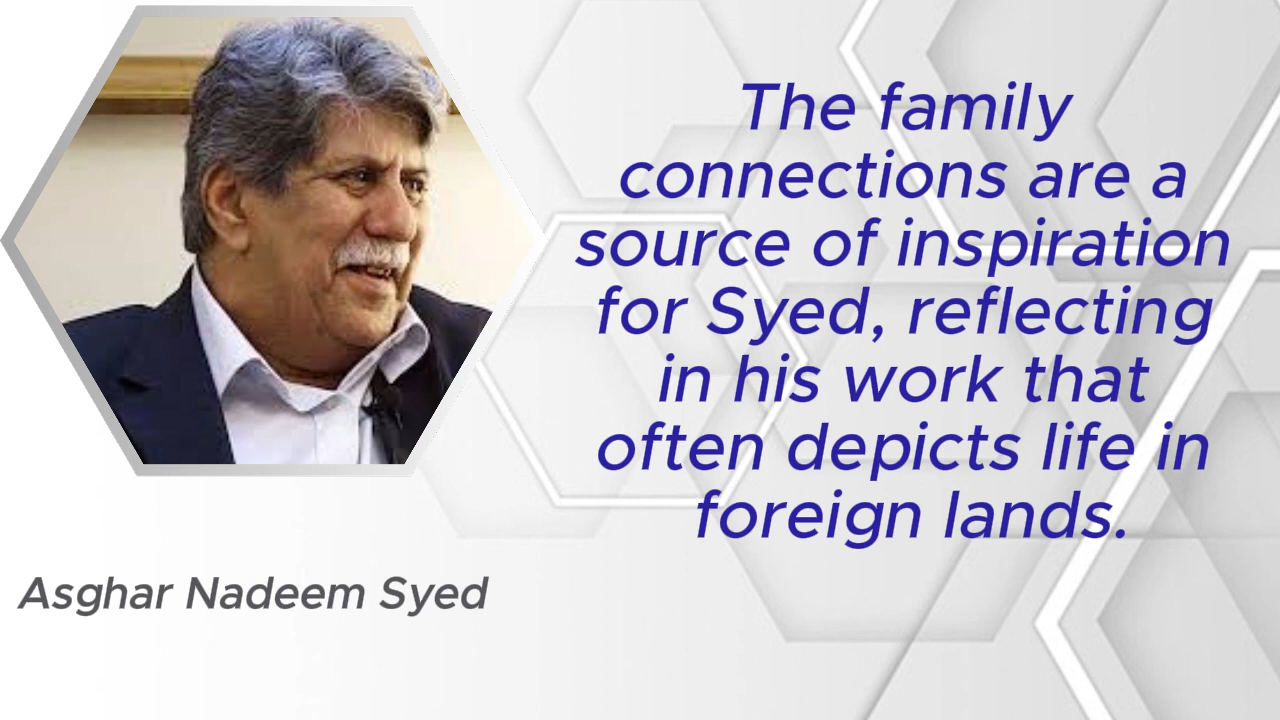 The family
connections are a
source of inspiration
for Syed, reflecting
in his work that
often depicts life in
foreign lands.
Asghar Nadeem Syed